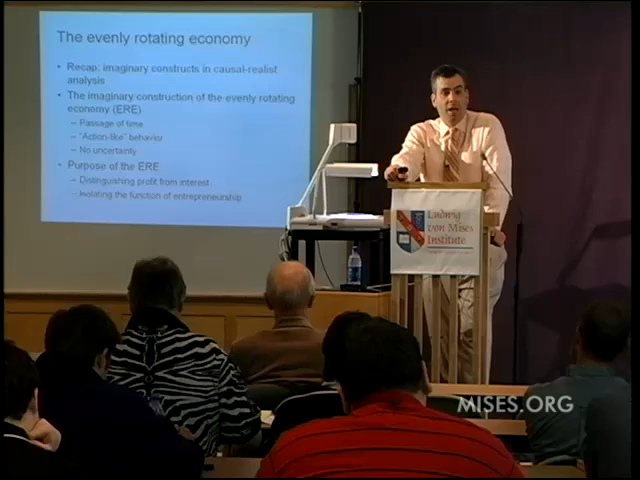 The evenly rotating economy
• Recap: imaginary constructs in causal-realist
analysis
• The imaginary construction of the evenly rotating
economy (ERE)
– Passage of time
– "Action-like" behavior
– No uncertainty
• Purpose of the ERE
– Distinguishing profit from interest
– Isolating the function of entrepreneurship
Ludwig
von Mises
Institute
MISES.ORG